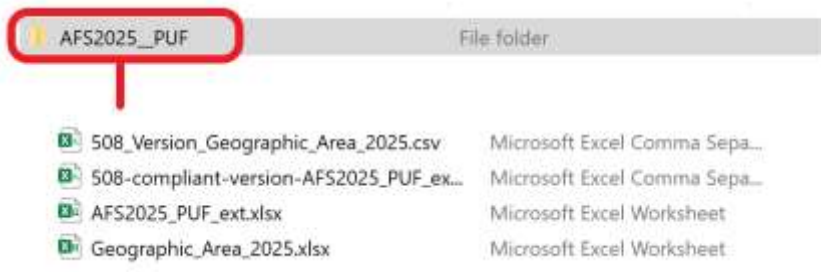 AFS2025__PUF File folder
508_Version_Geographic_Area_2025.csv Microsoft Excel Comma Sepa...
508-compliant-version-AFS2025_PUF_ex... Microsoft Excel Comma Sepa...
AFS2025_PUF_ext.xlsx Microsoft Excel Worksheet
Geographic_Area_2025.xlsx Microsoft Excel Worksheet